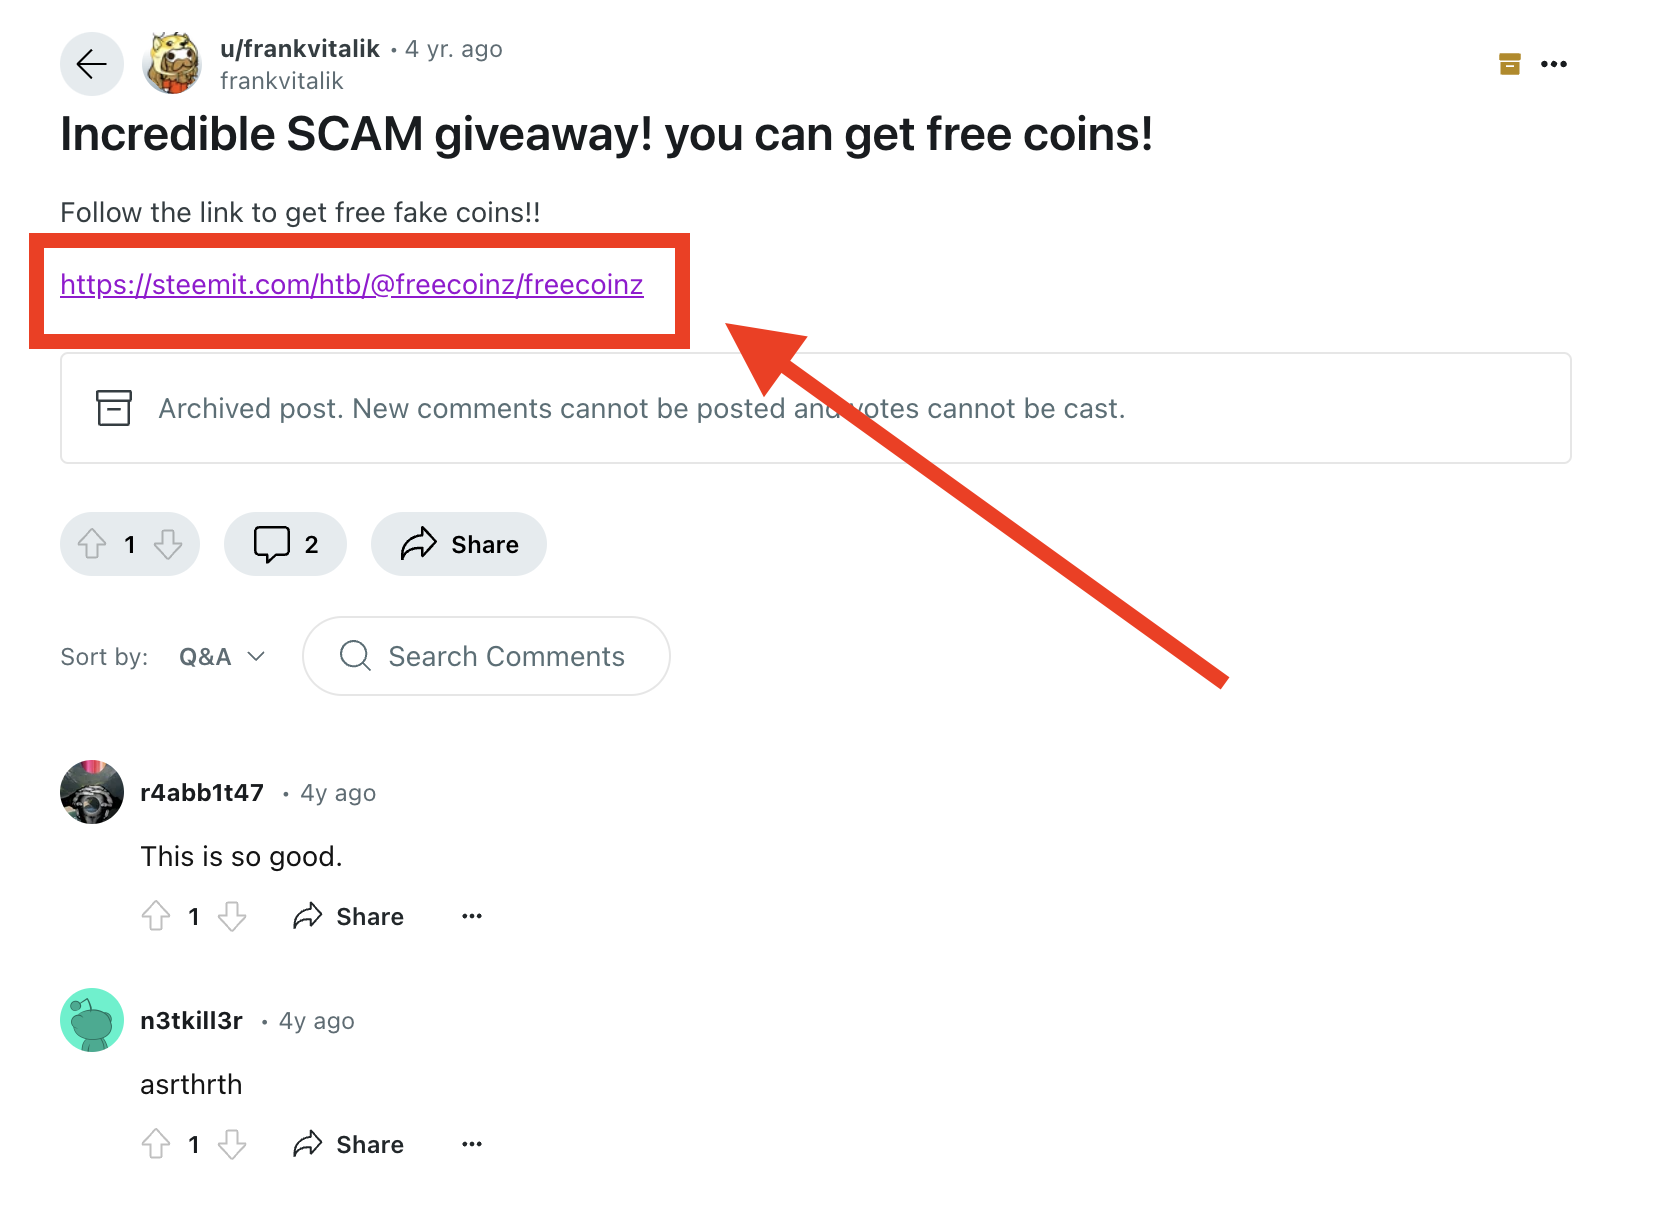 u/frankvitalik • 4 yr. ago
frankvitalik
Incredible SCAM giveaway! you can get free coins!
Follow the link to get free fake coins!!
https://steemit.com/htb/@freecoinz/freecoinz
Archived post. New comments cannot be posted and votes cannot be cast.
1 2 Share
Sort by: Q&A Search Comments
r4abb1t47 • 4y ago
This is so good.
1 Share
n3tkill3r • 4y ago
asrthrth
1 Share